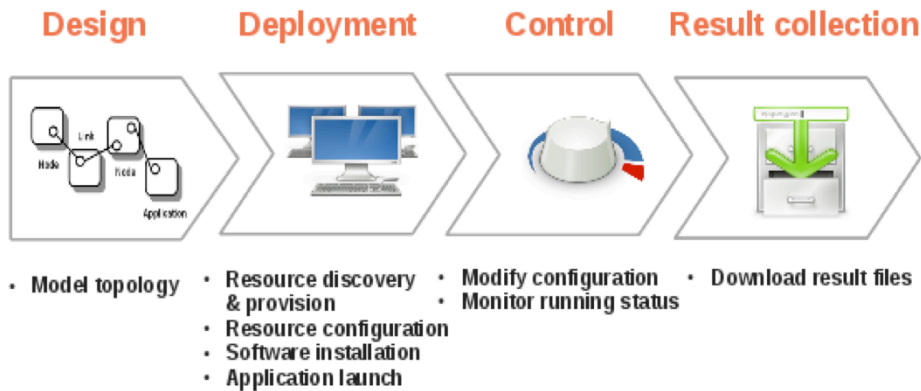 Design
Deployment
Control
Result collection
Link
Node
Node
Application
• Model topology
• Resource discovery
& provision
• Resource configuration
• Software installation
• Application launch
• Modify configuration
• Monitor running status
• Download result files